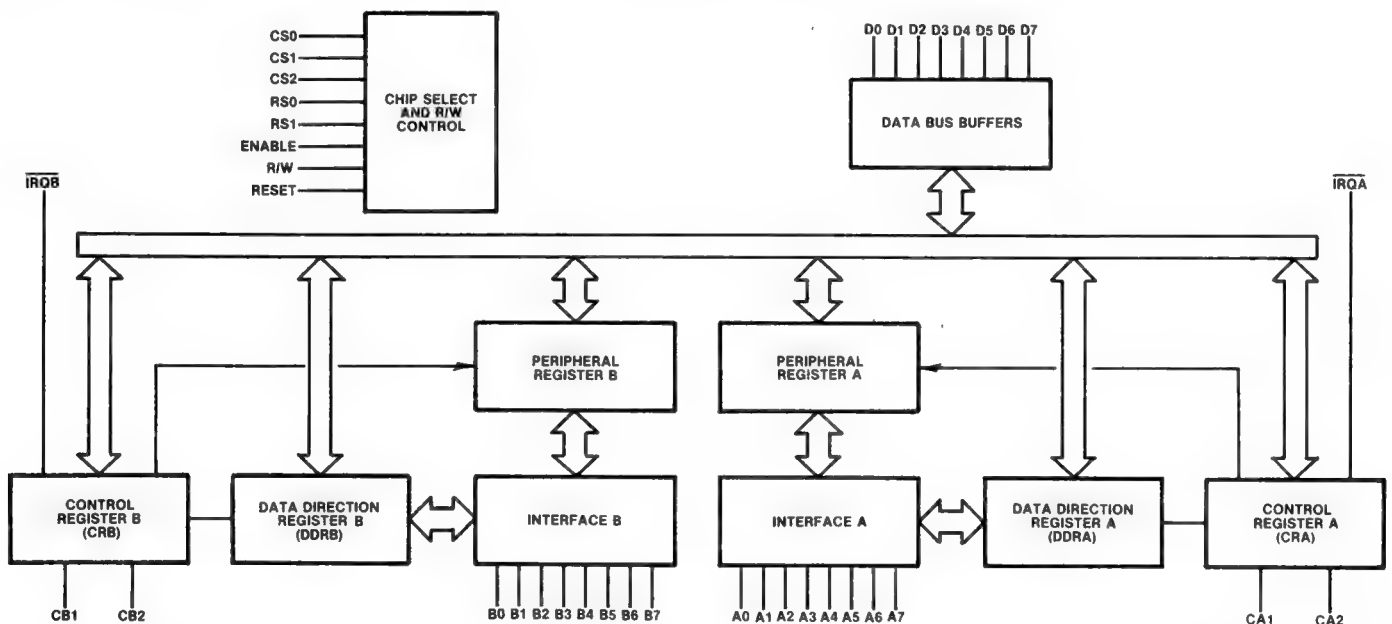 CS0
CS1
CS2
RS0
RS1
ENABLE
R/W
RESET
CHIP SELECT
AND R/W
CONTROL
D0 D1 D2 D3 D4 D5 D6 D7
DATA BUS BUFFERS
IRQB
IRQA
PERIPHERAL
REGISTER B
PERIPHERAL
REGISTER A
CONTROL
REGISTER B
(CRB)
DATA DIRECTION
REGISTER B
(DDRB)
INTERFACE B
INTERFACE A
DATA DIRECTION
REGISTER A
(DDRA)
CONTROL
REGISTER A
(CRA)
CB1
CB2
B0 B1 B2 B3 B4 B5 B6 B7
A0 A1 A2 A3 A4 A5 A6 A7
CA1
CA2